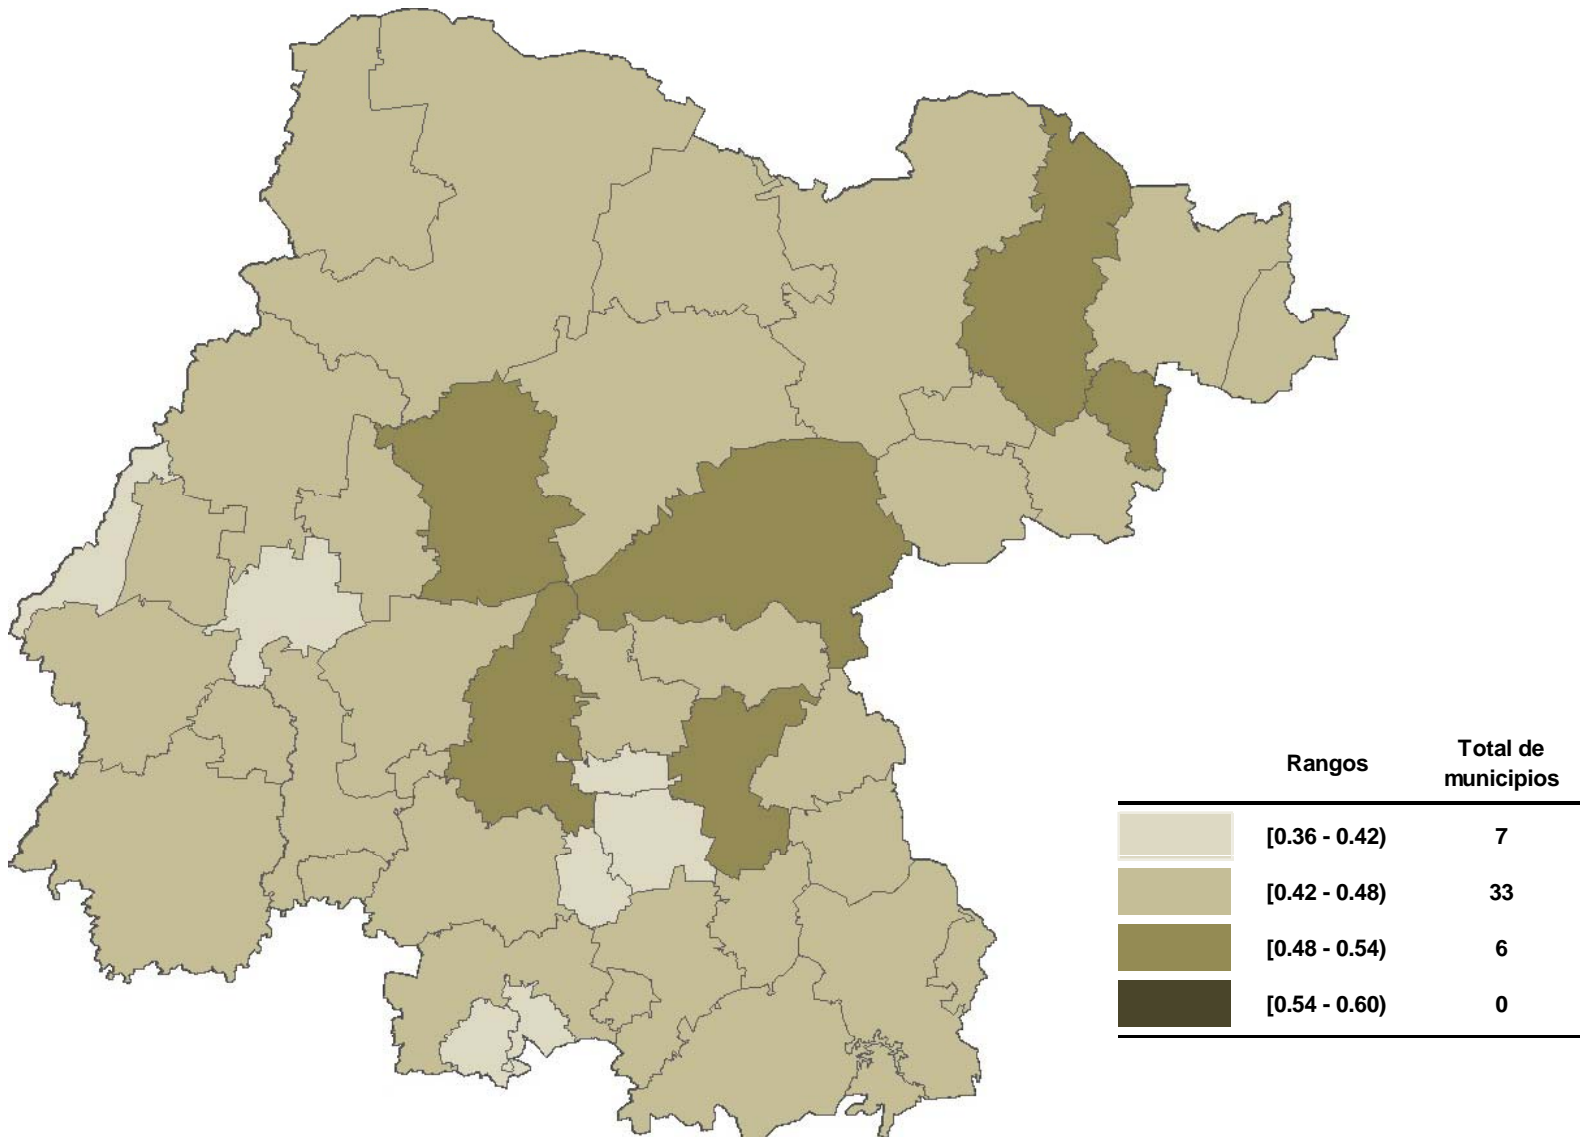 Rangos Total de
municipios
[0.36 - 0.42) 7
[0.42 - 0.48) 33
[0.48 - 0.54) 6
[0.54 - 0.60) 0